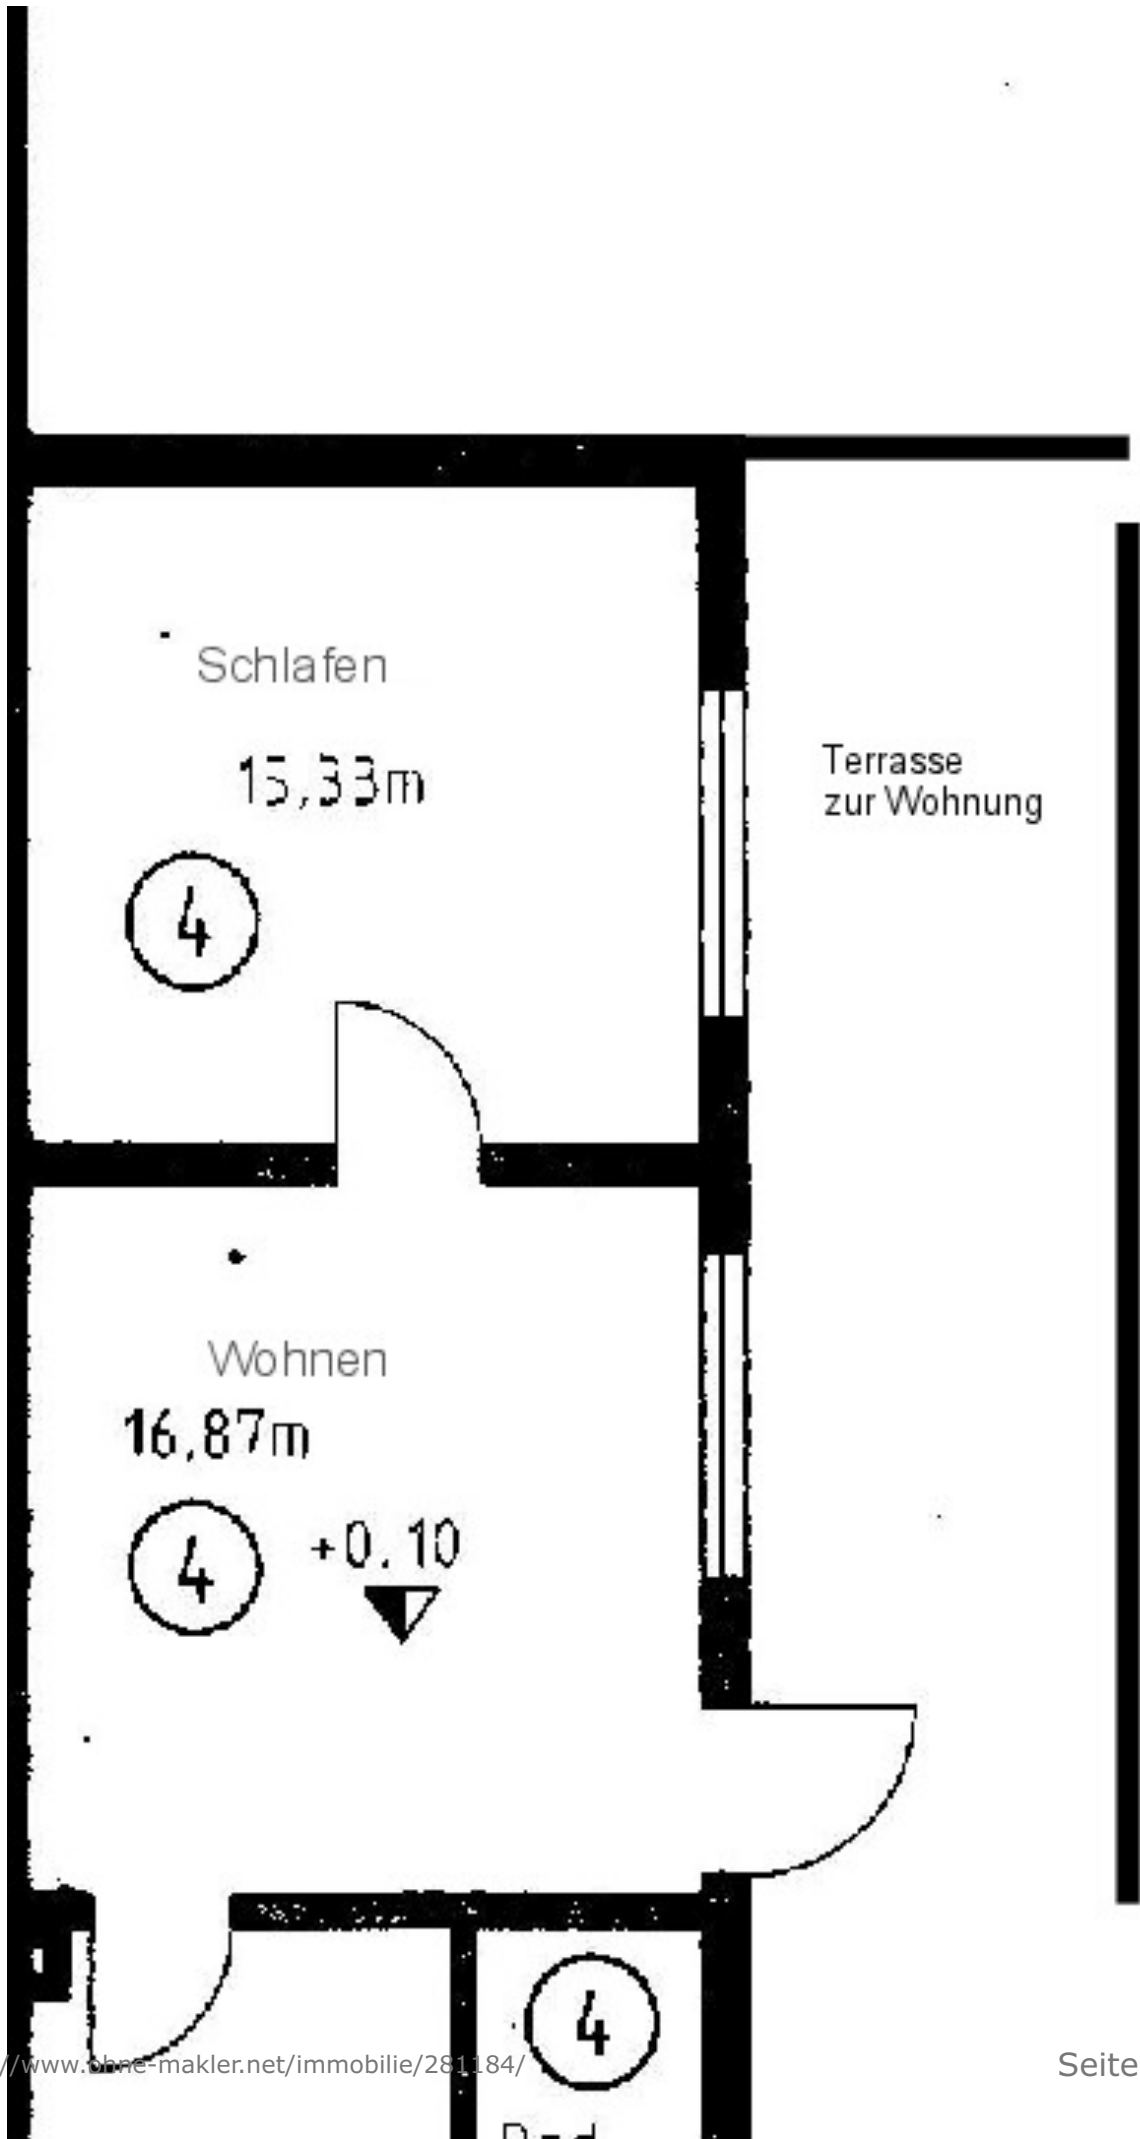 Schlafen
15,33m
Terrasse
zur Wohnung
4
Wohnen
16,87m
4
+0.10
4
//www.ohne-makler.net/immobilie/281184/
Seite